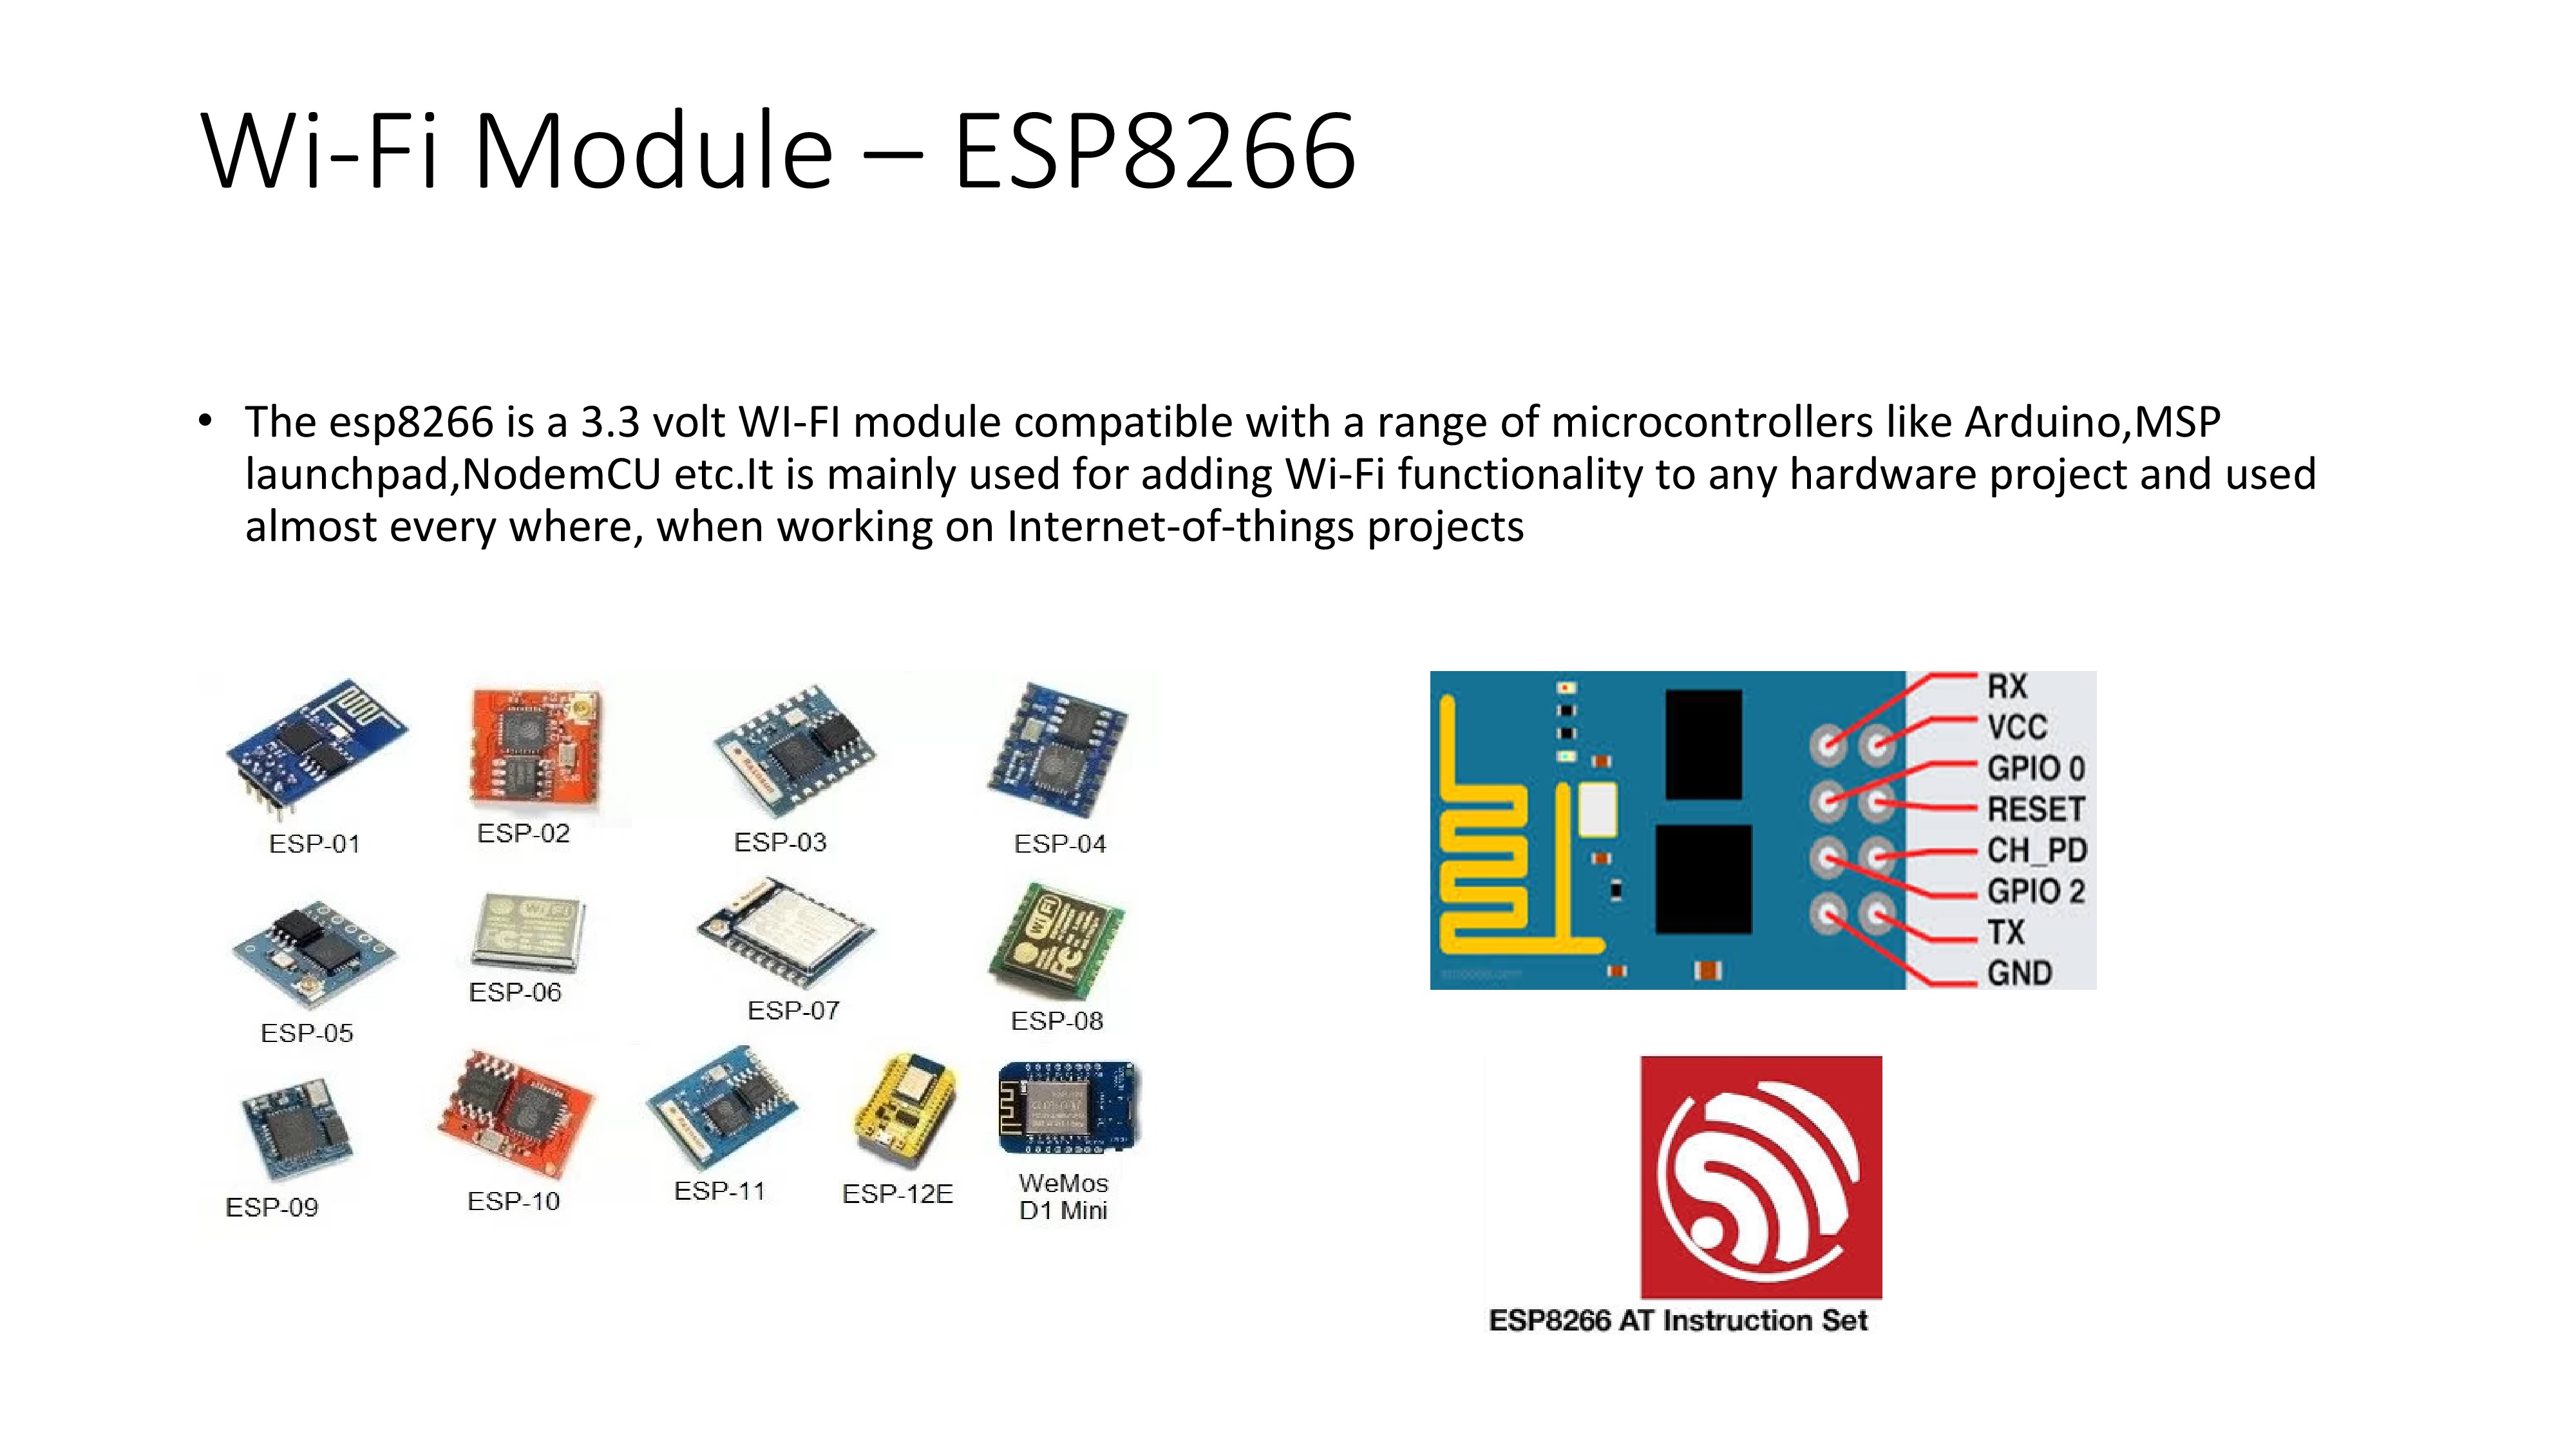 Wi-Fi Module – ESP8266
• The esp8266 is a 3.3 volt WI-FI module compatible with a range of microcontrollers like Arduino,MSP
launchpad,NodemCU etc.It is mainly used for adding Wi-Fi functionality to any hardware project and used
almost every where, when working on Internet-of-things projects
ESP-01
ESP-02
ESP-03
ESP-04
ESP-05
ESP-06
ESP-07
ESP-08
ESP-09
ESP-10
ESP-11
ESP-12E
WeMos
D1 Mini
RX
VCC
GPIO 0
RESET
CH_PD
GPIO 2
TX
GND
ESP8266 AT Instruction Set